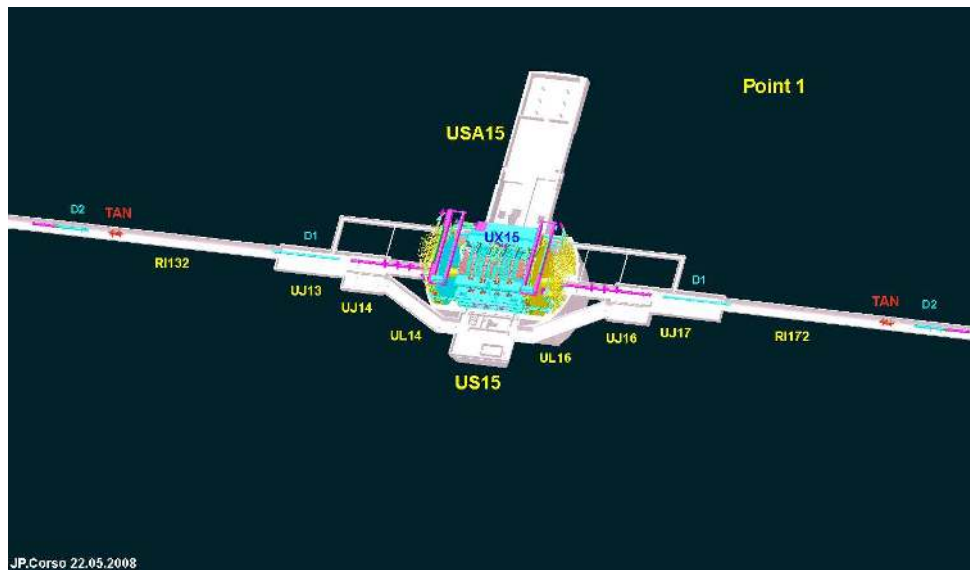 Point 1
USA15
D2
TAN
D1
UX15
RI132
UJ13
UJ14
UL14
US15
UL16
UJ16
UJ17
D1
RI172
TAN
D2
JP.Corso 22.05.2008